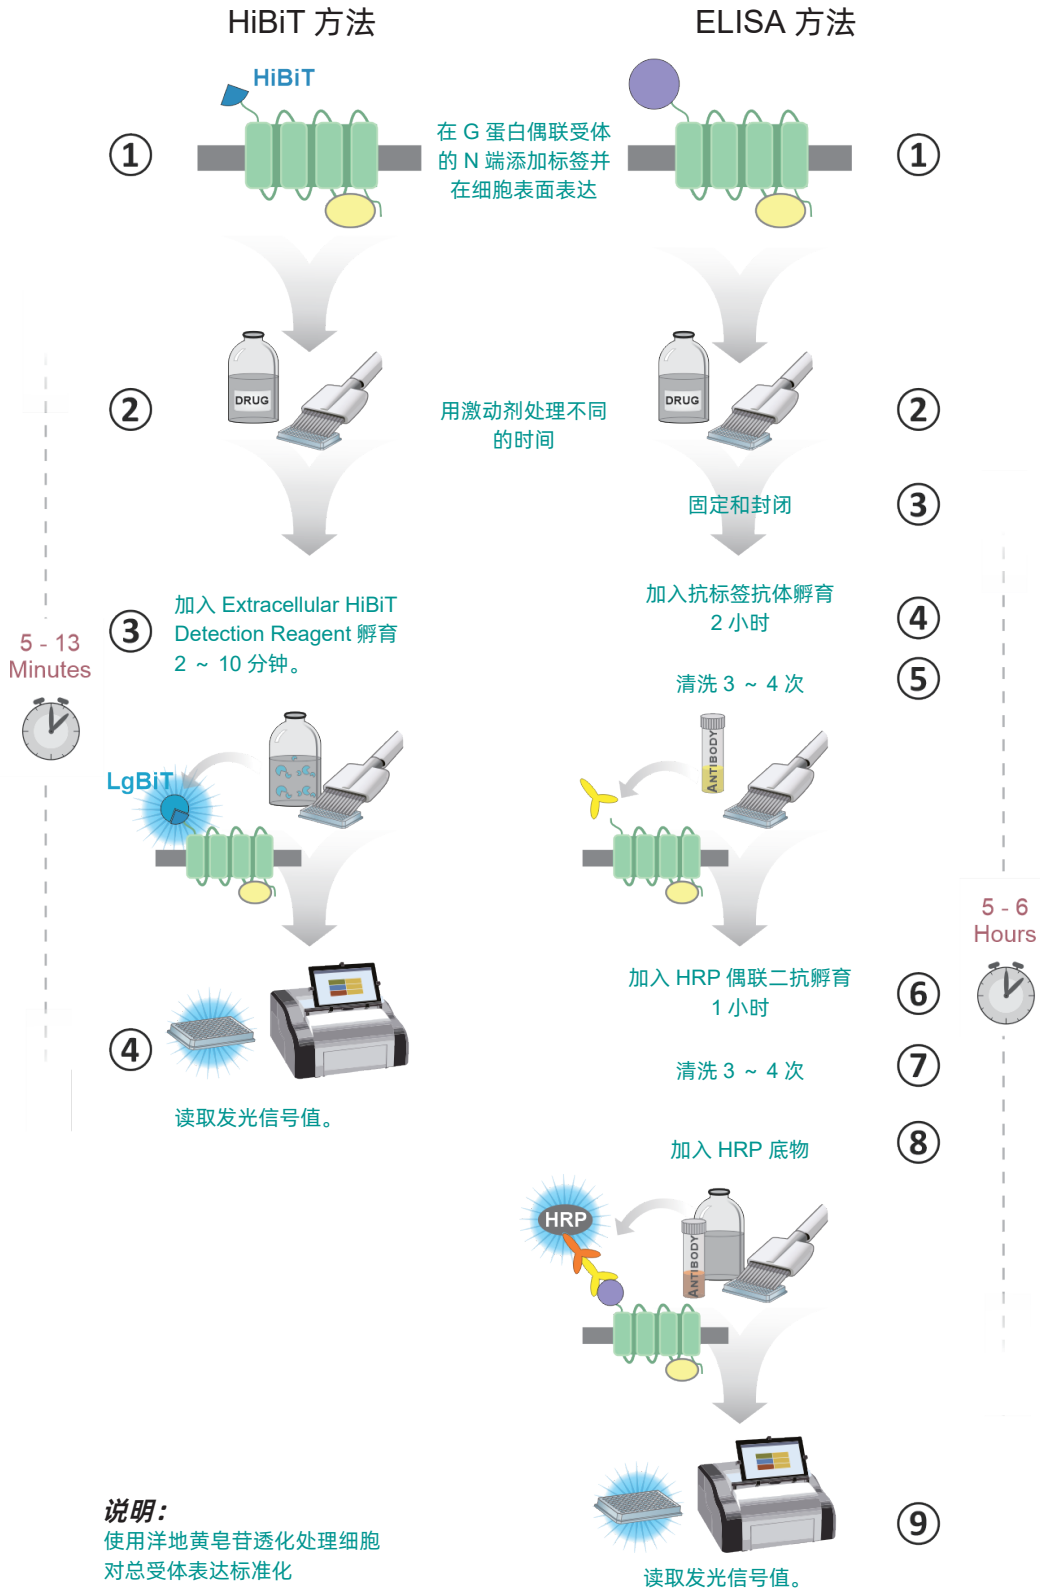 HiBiT 方法
ELISA 方法
HiBiT
①
在 G 蛋白偶联受体
的 N 端添加标签并
在细胞表面表达
①
DRUG
②
用激动剂处理不同
的时间
DRUG
②
固定和封闭
③
5 - 13
Minutes
③
加入 Extracellular HiBiT
Detection Reagent 孵育
2 ～ 10 分钟。
加入抗标签抗体孵育
2 小时
④
清洗 3 ～ 4 次
⑤
LgBiT
ANTIBODY
5 - 6
Hours
④
读取发光信号值。
加入 HRP 偶联二抗孵育
1 小时
⑥
清洗 3 ～ 4 次
⑦
加入 HRP 底物
⑧
HRP
ANTIBODY
⑨
读取发光信号值。
说明：
使用洋地黄皂苷透化处理细胞
对总受体表达标准化